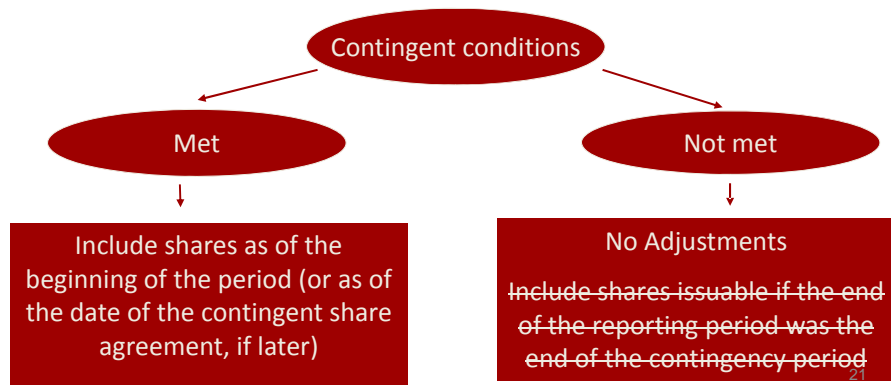 Contingent conditions
Met
Not met
Include shares as of the
beginning of the period (or as of
the date of the contingent share
agreement, if later)
No Adjustments
Include shares issuable if the end
of the reporting period was the
end of the contingency period
21